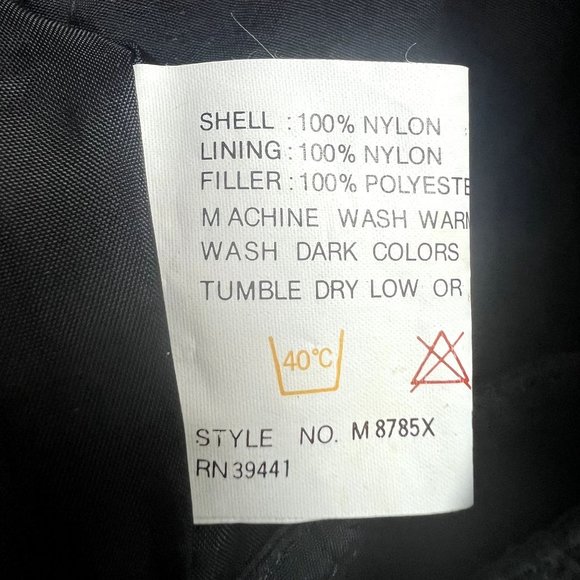 SHELL : 100% NYLON
LINING : 100% NYLON
FILLER : 100% POLYESTE
MACHINE WASH WARM
WASH DARK COLORS
TUMBLE DRY LOW OR
40°C
STYLE NO. M 8785X
RN 39441